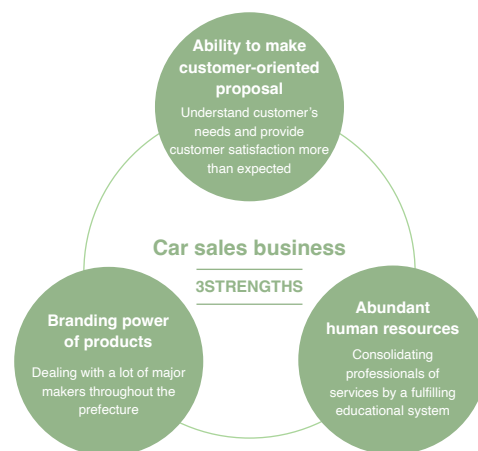 Ability to make
customer-oriented
proposal
Understand customer's
needs and provide
customer satisfaction more
than expected
Car sales business
3STRENGTHS
Branding power
of products
Dealing with a lot of major
makers throughout the
prefecture
Abundant
human resources
Consolidating
professionals of
services by a fulfilling
educational system